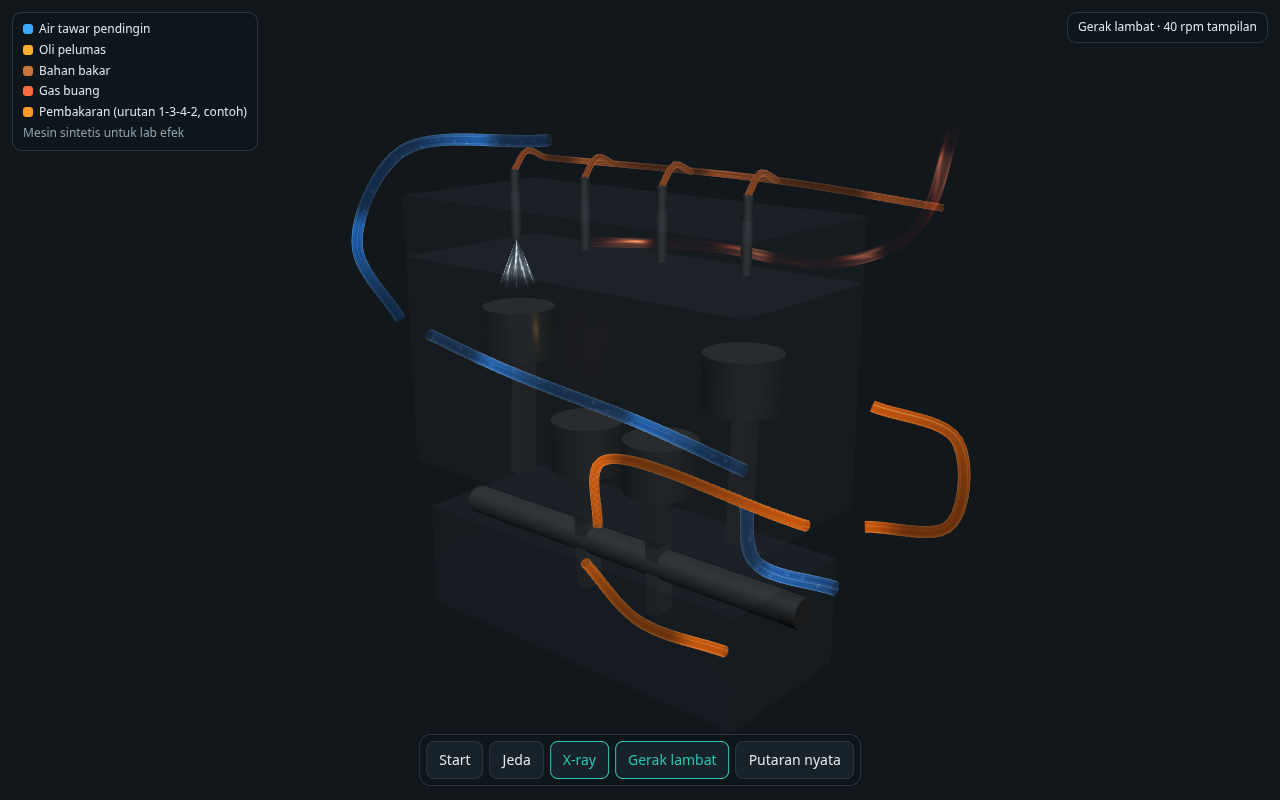 Air tawar pendingin
Oli pelumas
Bahan bakar
Gas buang
Pembakaran (urutan 1-3-4-2, contoh)
Mesin sintetis untuk lab efek
Gerak lambat · 40 rpm tampilan
Start
Jeda
X-ray
Gerak lambat
Putaran nyata